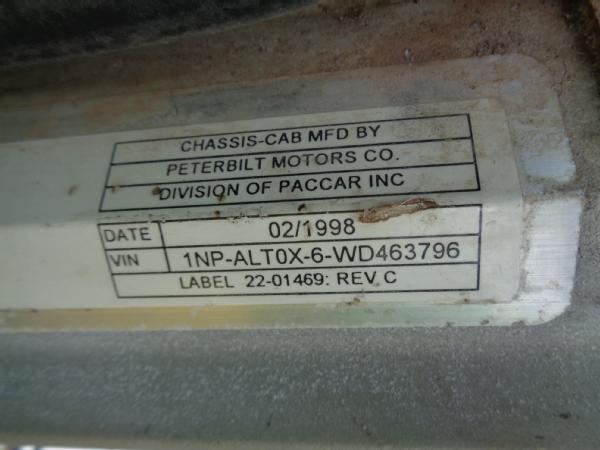 CHASSIS-CAB MFD BY
PETERBILT MOTORS CO.
DIVISION OF PACCAR INC
DATE 02/1998
VIN 1NP-ALT0X-6-WD463796
LABEL 22-01469: REV C